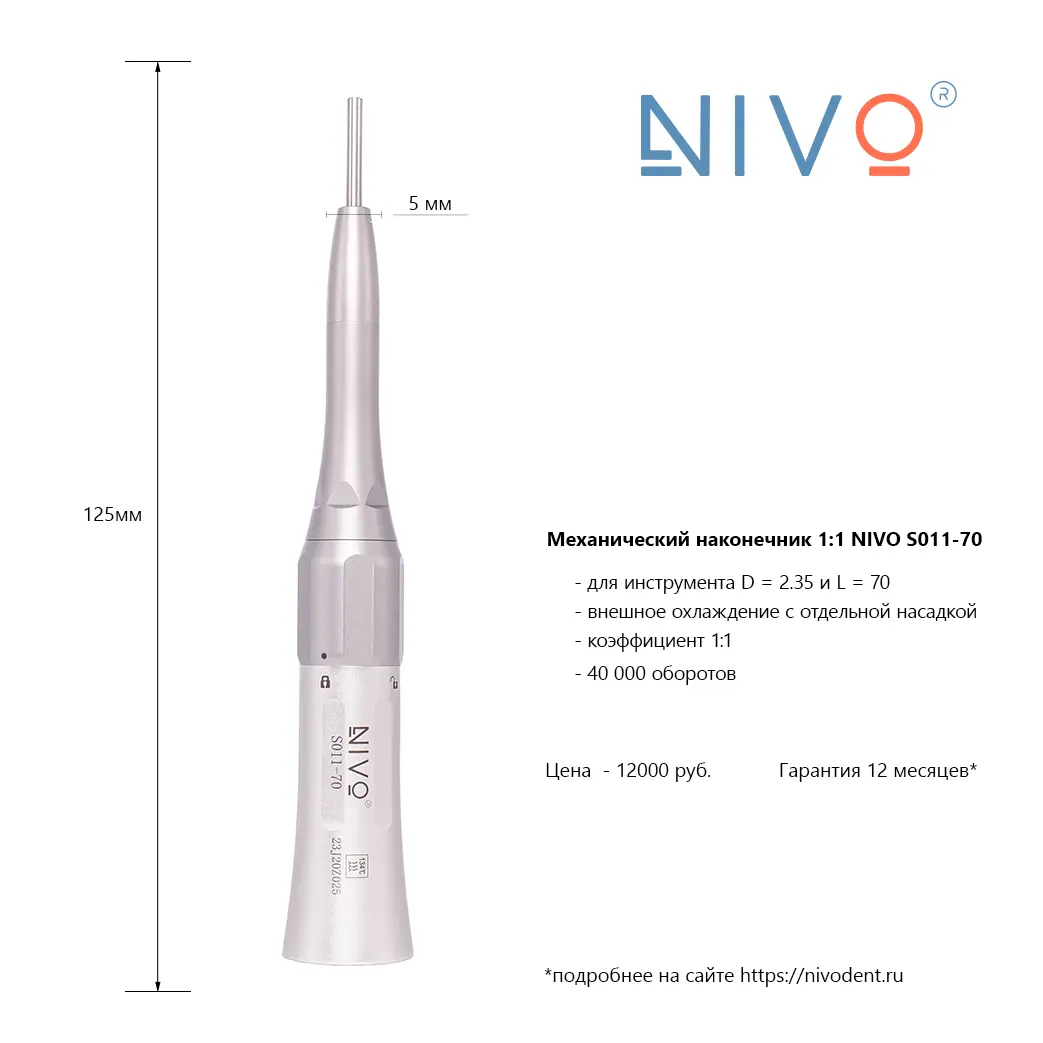 NIVO®
5 мм
125мм
Механический наконечник 1:1 NIVO S011-70
- для инструмента D = 2.35 и L = 70
- внешное охлаждение с отдельной насадкой
- коэффициент 1:1
- 40 000 оборотов
NIVO®
S011-70
23J20Z025
134℃
Цена - 12000 руб.
Гарантия 12 месяцев*
*подробнее на сайте https://nivodent.ru